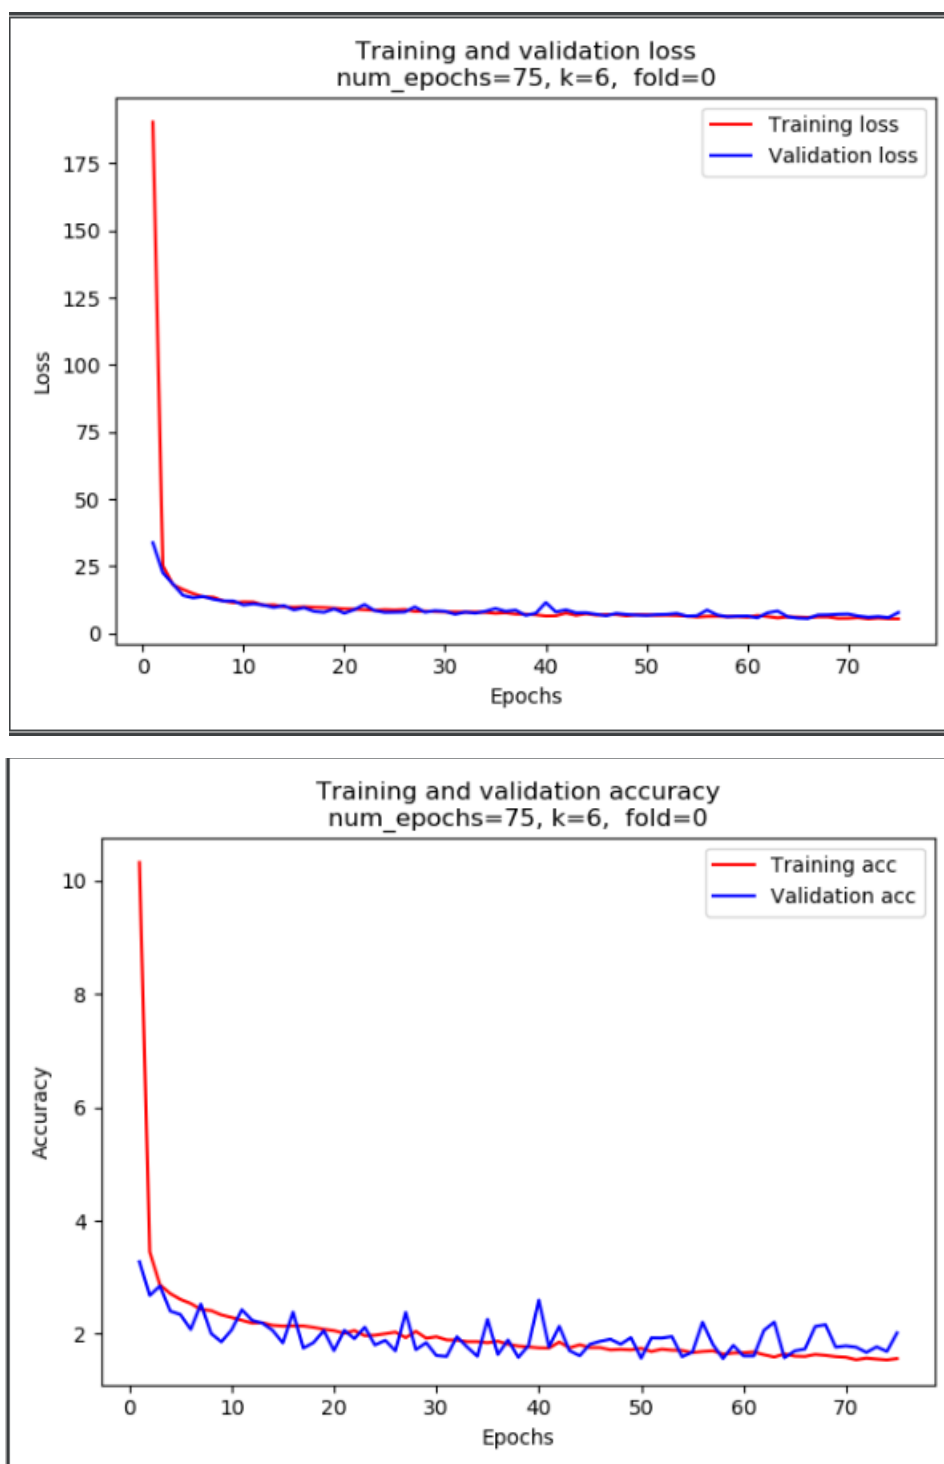 Training and validation loss
num_epochs=75, k=6,  fold=0
Training loss
Validation loss
175
150
125
100
75
50
25
0
Loss
0 10 20 30 40 50 60 70
Epochs
Training and validation accuracy
num_epochs=75, k=6,  fold=0
Training acc
Validation acc
10
8
6
4
2
Accuracy
0 10 20 30 40 50 60 70
Epochs